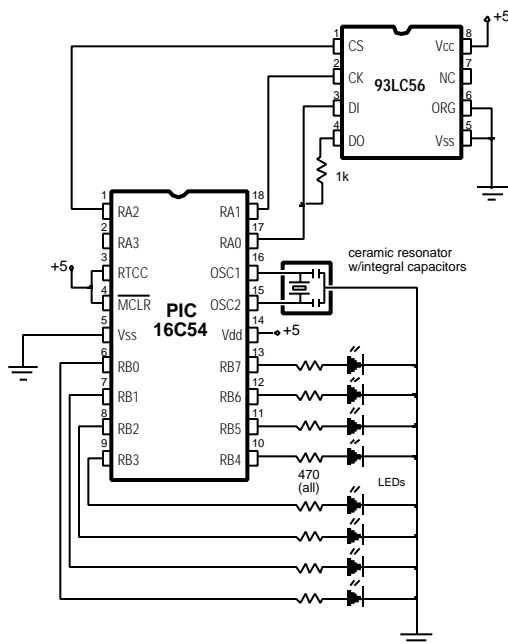 +5
1
CS
Vcc
8
2
CK
93LC56
NC
7
3
DI
ORG
6
4
DO
Vss
5
1k
1
RA2
RA1
18
2
RA3
RA0
17
+5
3
RTCC
OSC1
16
ceramic resonator
w/integral capacitors
4
MCLR
OSC2
15
PIC
16C54
5
Vss
Vdd
14
+5
6
RB0
RB7
13
7
RB1
RB6
12
8
RB2
RB5
11
9
RB3
RB4
10
470
(all)
LEDs